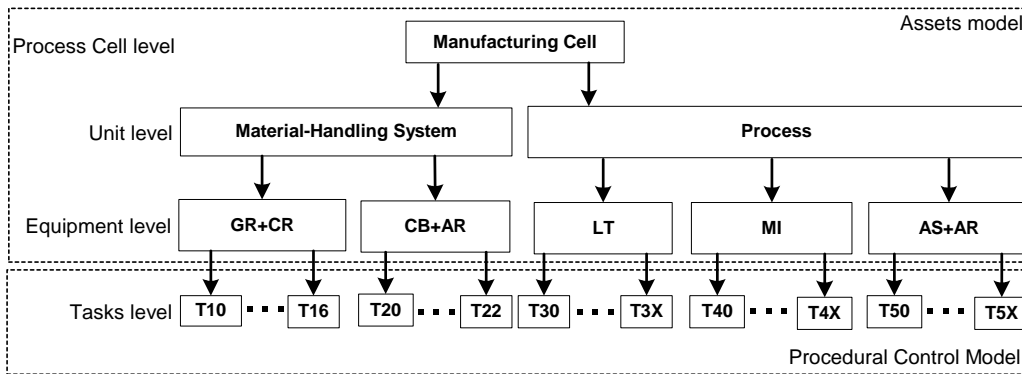 Assets model
Process Cell level
Manufacturing Cell
Unit level
Material-Handling System
Process
Equipment level
GR+CR
CB+AR
LT
MI
AS+AR
Tasks level
T10
T16
T20
T22
T30
T3X
T40
T4X
T50
T5X
Procedural Control Model